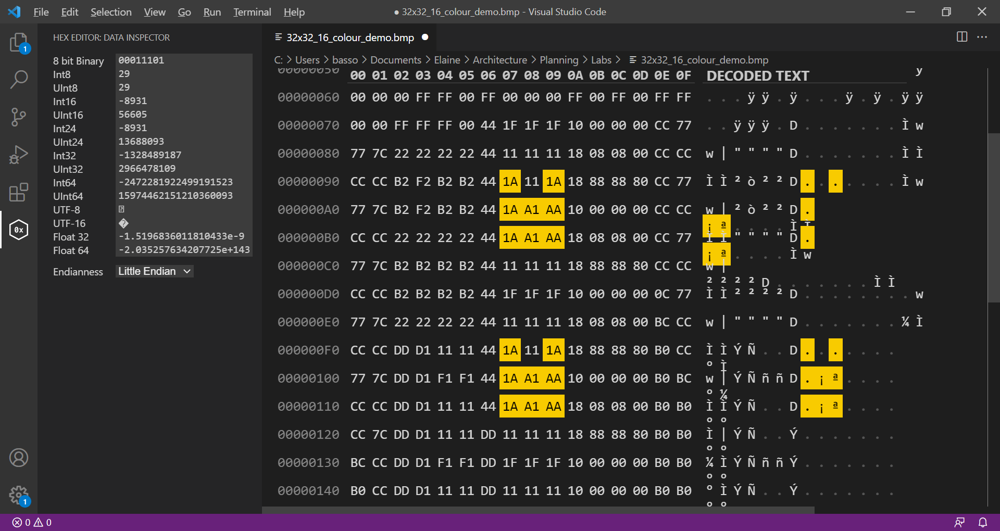 File Edit Selection View Go Run Terminal Help
● 32x32_16_colour_demo.bmp - Visual Studio Code
HEX EDITOR: DATA INSPECTOR
8 bit Binary 00011101
Int8 29
UInt8 29
Int16 -8931
UInt16 56605
Int24 -8931
UInt24 13688093
Int32 -1328489187
UInt32 2966478109
Int64 -2472281922499191523
UInt64 15974462151210360093
UTF-8
UTF-16 �
Float 32 -1.5196836011810433e-9
Float 64 -2.035257634207725e+143
Endianness Little Endian
32x32_16_colour_demo.bmp ●
C: > Users > basso > Documents > Elaine > Architecture > Planning > Labs > 32x32_16_colour_demo.bmp
00000050 ÿ
00 01 02 03 04 05 06 07 08 09 0A 0B 0C 0D 0E 0F DECODED TEXT
00000060 00 00 00 FF FF 00 FF 00 00 00 FF 00 FF 00 FF FF . . . ÿ ÿ . ÿ . . . ÿ . ÿ . ÿ ÿ
00000070 00 00 FF FF FF 00 44 1F 1F 1F 10 00 00 00 CC 77 . . ÿ ÿ ÿ . D . . . . . . . Ì w
00000080 77 7C 22 22 22 22 44 11 11 11 18 08 08 00 CC CC w | " " " " D . . . . . . . Ì Ì
00000090 CC CC B2 F2 B2 B2 44 1A 11 1A 18 88 88 80 CC 77 Ì Ì ² ò ² ² D . . . . . . . Ì w
000000A0 77 7C B2 F2 B2 B2 44 1A A1 AA 10 00 00 00 CC CC w | ² ò ² ² D .
¡ ª . . . . Ì Ì
000000B0 CC CC 22 22 22 22 44 1A A1 AA 18 08 08 00 CC 77 Ì Ì " " " " D .
¡ ª . . . . Ì w
000000C0 77 7C B2 B2 B2 B2 44 11 11 11 18 88 88 80 CC CC w |
² ² ² ² D . . . . . . . Ì Ì
000000D0 CC CC B2 B2 B2 B2 44 1F 1F 1F 10 00 00 00 0C 77 Ì Ì ² ² ² ² D . . . . . . . . w
000000E0 77 7C 22 22 22 22 44 11 11 11 18 08 08 00 BC CC w | " " " " D . . . . . . . ¼ Ì
000000F0 CC CC DD D1 11 11 44 1A 11 1A 18 88 88 80 B0 CC Ì Ì Ý Ñ . . D . . . . . . .
° Ì
00000100 77 7C DD D1 F1 F1 44 1A A1 AA 10 00 00 00 B0 BC w | Ý Ñ ñ ñ D . ¡ ª . . . .
° ¼
00000110 CC CC DD D1 11 11 44 1A A1 AA 18 08 08 00 B0 B0 Ì Ì Ý Ñ . . D . ¡ ª . . . .
° °
00000120 CC 7C DD D1 11 11 DD 11 11 11 18 88 88 80 B0 B0 Ì | Ý Ñ . . Ý . . . . . . .
° °
00000130 BC CC DD D1 F1 F1 DD 1F 1F 1F 10 00 00 00 B0 B0 ¼ Ì Ý Ñ ñ ñ Ý . . . . . . .
° °
00000140 B0 CC DD D1 11 11 DD 11 11 11 10 00 00 00 B0 B0 ° Ì Ý Ñ . . Ý . . . . . . .
° °
1
0x
1
0 0